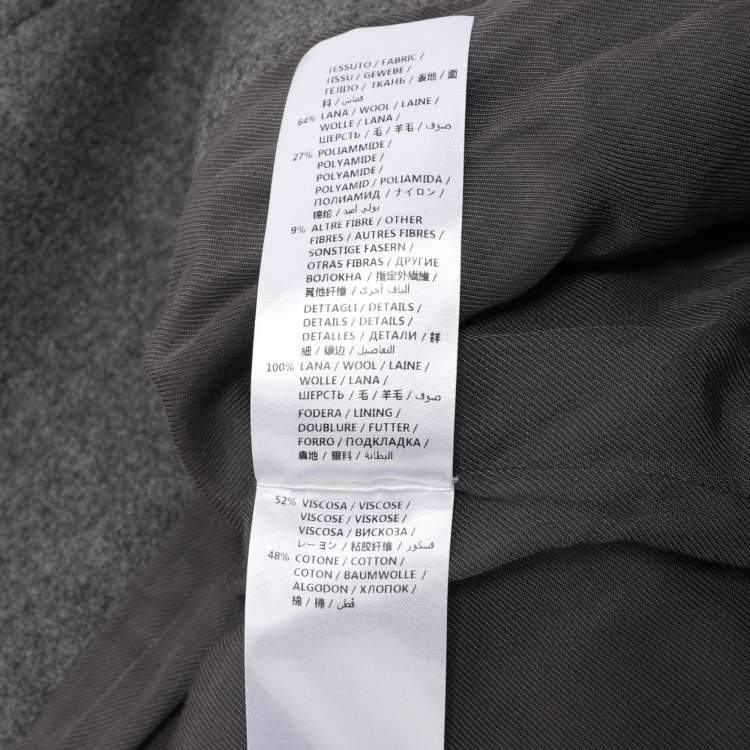 TESSUTO / FABRIC /
TISSU / GEWEBE /
TEJIDO / ТКАНЬ / 表地 / 面
料 / قماش
64% LANA / WOOL / LAINE /
WOLLE / LANA /
ШЕРСТЬ / 毛 / 羊毛 / صوف
27% POLIAMMIDE /
POLYAMIDE /
POLYAMIDE /
POLYAMID / POLIAMIDA /
ПОЛИАМИД / ナイロン /
锦纶 / بولي أميد
9% ALTRE FIBRE / OTHER
FIBRES / AUTRES FIBRES /
SONSTIGE FASERN /
OTRAS FIBRAS / ДРУГИЕ
ВОЛОКНА / 指定外繊維 /
其他纤维 / ألياف أخرى
DETTAGLI / DETAILS /
DETAILS / DETAILS /
DETALLES / ДЕТАЛИ / 詳
細 / 镶边 / التفاصيل
100% LANA / WOOL / LAINE /
WOLLE / LANA /
ШЕРСТЬ / 毛 / 羊毛 / صوف
FODERA / LINING /
DOUBLURE / FUTTER /
FORRO / ПОДКЛАДКА /
裏地 / 里料 / البطانة
52% VISCOSA / VISCOSE /
VISCOSE / VISKOSE /
VISCOSA / ВИСКОЗА /
レーヨン / 粘胶纤维 / فسكوز
48% COTONE / COTTON /
COTON / BAUMWOLLE /
ALGODON / ХЛОПОК /
綿 / 棉 / قطن